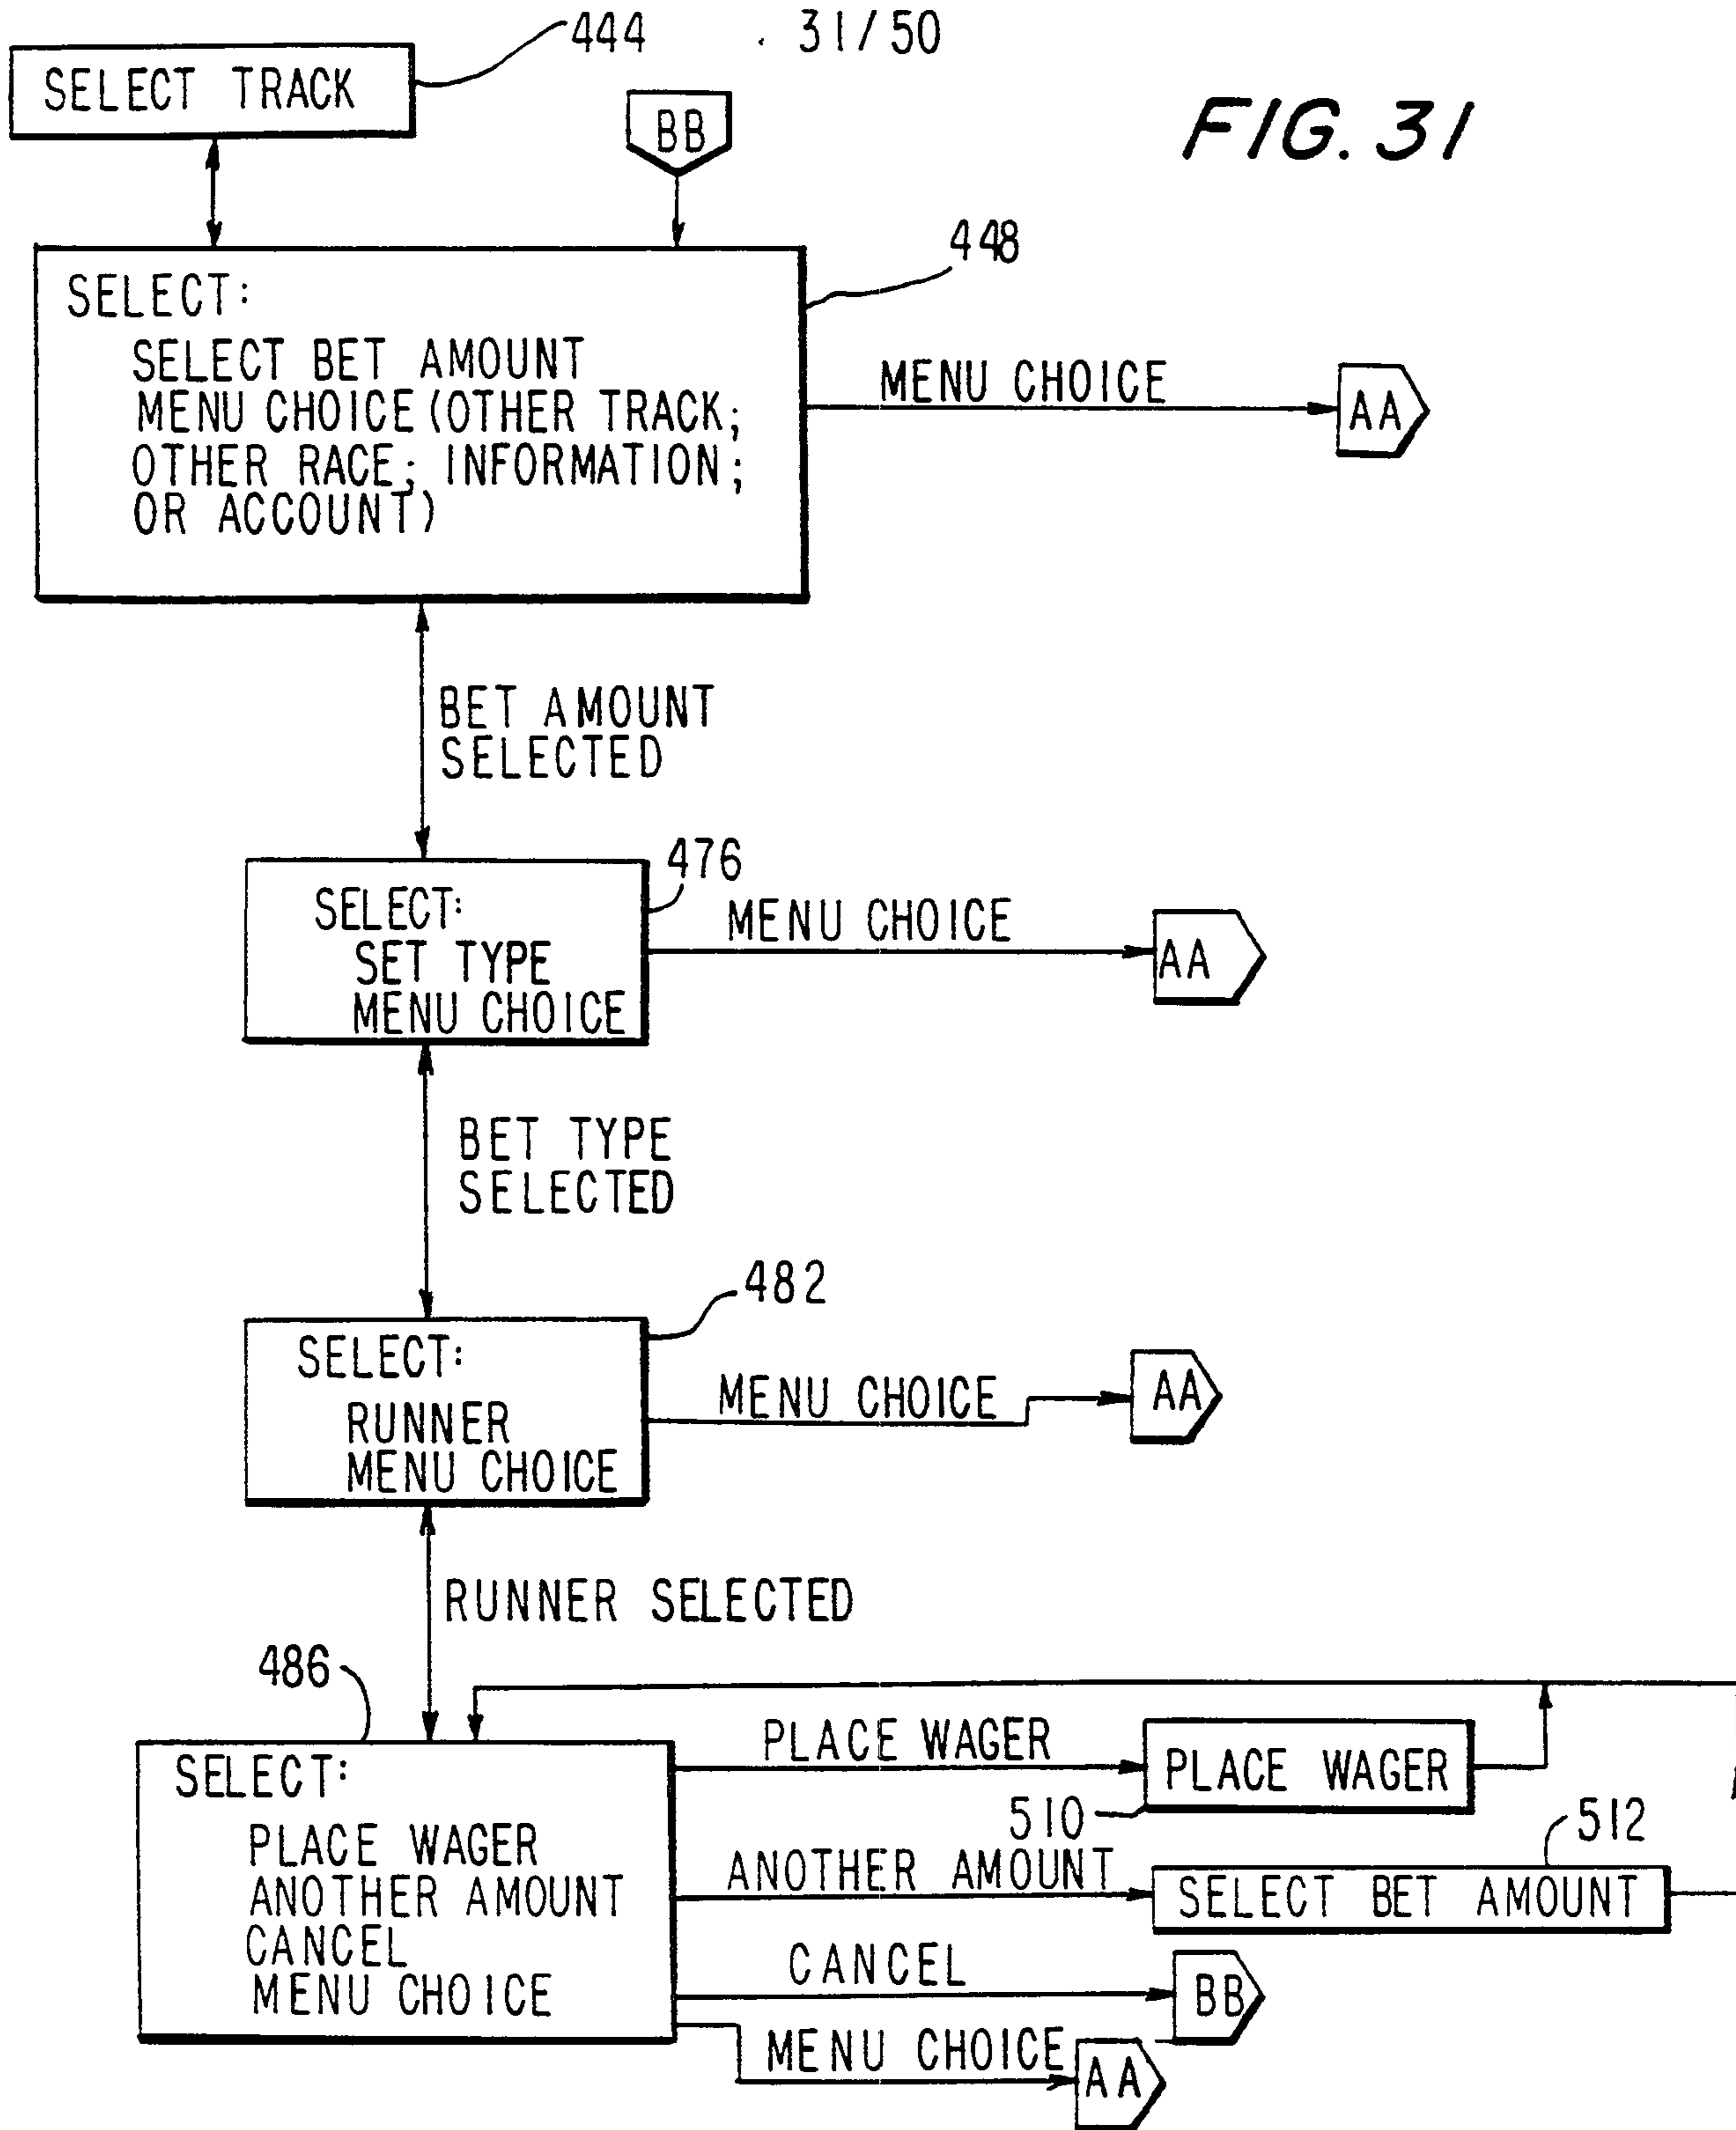 444
31/50
SELECT TRACK
BB
FIG. 31
448
SELECT:
SELECT BET AMOUNT
MENU CHOICE (OTHER TRACK;
OTHER RACE; INFORMATION;
OR ACCOUNT)
MENU CHOICE
AA
BET AMOUNT
SELECTED
476
SELECT:
SET TYPE
MENU CHOICE
MENU CHOICE
AA
BET TYPE
SELECTED
482
SELECT:
RUNNER
MENU CHOICE
MENU CHOICE
AA
RUNNER SELECTED
486
SELECT:
PLACE WAGER
ANOTHER AMOUNT
CANCEL
MENU CHOICE
PLACE WAGER
PLACE WAGER
510
512
ANOTHER AMOUNT
SELECT BET AMOUNT
CANCEL
BB
MENU CHOICE
AA